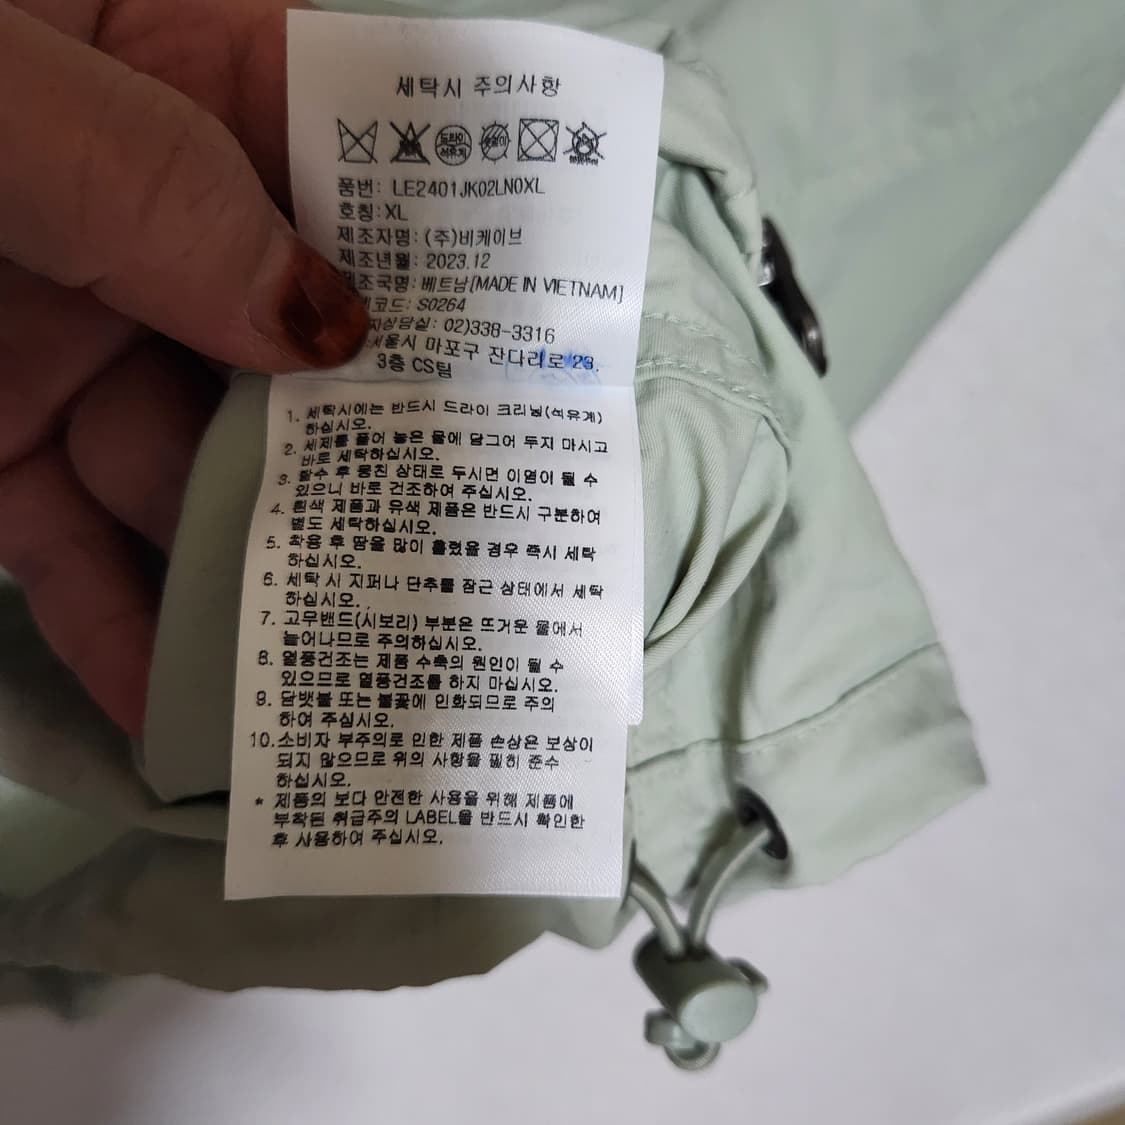 세탁시 주의사항
드라이
석유계
품번: LE2401JK02LN0XL
호칭:XL
제조자명: (주)비케이브
제조년월: 2023.12
조국명: 베트남[MADE IN VIETNAM]
코드: S0264
상담실: 02)338-3316
서울시 마포구 잔다리로 23.
3층 CS팀
1. 세탁시에는 반드시 드라이 크리닝(석유계)
하십시오.
2. 세제를 풀어 놓은 물에 담그어 두지 마시고
바로 세탁하십시오.
3. 탈수 후 뭉친 상태로 두시면 이염이 될 수
있으니 바로 건조하여 주십시오.
4. 흰색 제품과 유색 제품은 반드시 구분하여
별도 세탁하십시오.
5. 착용 후 땀을 많이 흘렸을 경우 즉시 세탁
하십시오.
6. 세탁 시 지퍼나 단추를 잠근 상태에서 세탁
하십시오.
7. 고무밴드(시보리) 부분은 뜨거운 물에서
늘어나므로 주의하십시오.
8. 열풍건조는 제품 수축의 원인이 될 수
있으므로 열풍건조를 하지 마십시오.
9. 담뱃불 또는 불꽃에 인화되므로 주의
하여 주십시오.
10.소비자 부주의로 인한 제품 손상은 보상이
되지 않으므로 위의 사항을 필히 준수
하십시오.
* 제품의 보다 안전한 사용을 위해 제품에
부착된 취급주의 LABEL을 반드시 확인한
후 사용하여 주십시오.